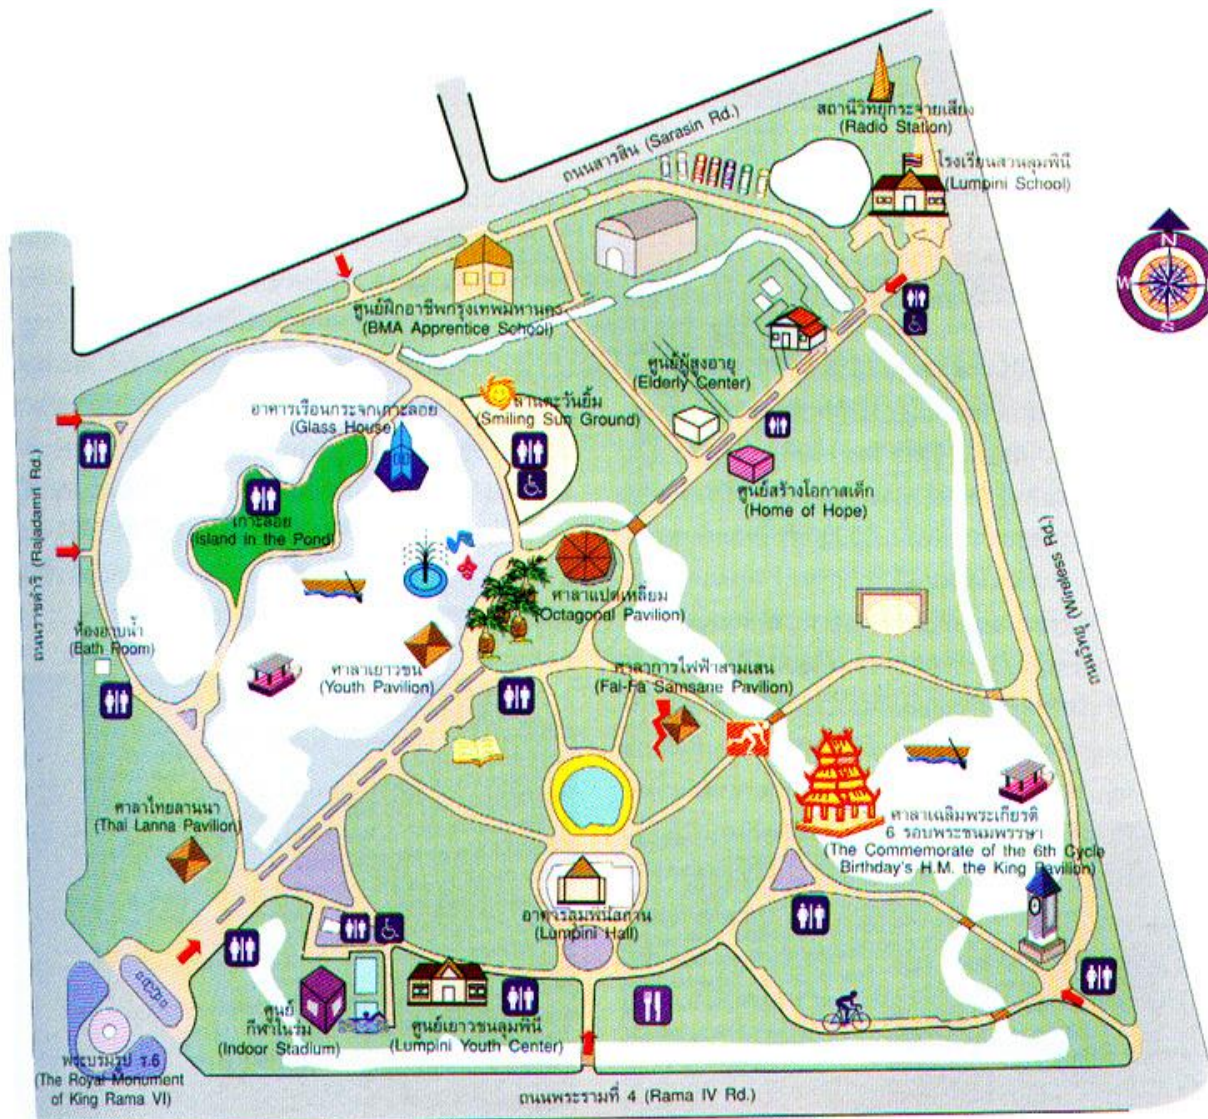 สถานีวิทยุกระจายเสียง
(Radio Station)
ถนนสารสิน (Sarasin Rd.)
โรงเรียนสวนลุมพินี
(Lumpini School)
N
W
S
ศูนย์ฝึกอาชีพกรุงเทพมหานคร
(BMA Apprentice School)
ศูนย์ผู้สูงอายุ
(Elderly Center)
ลานตะวันยิ้ม
(Smiling Sun Ground)
อาคารเรือนกระจกเกาะลอย
(Glass House)
ถนนราชดำริ (Rajadamri Rd.)
ศูนย์สร้างโอกาสเด็ก
(Home of Hope)
เกาะลอย
(Island in the Pond)
ถนนวิทยุ (Wireless Rd.)
ศาลาแปดเหลี่ยม
(Octagonal Pavilion)
ห้องอาบน้ำ
(Bath Room)
ศาลาเยาวชน
(Youth Pavilion)
ศาลาการไฟฟ้าสามเสน
(Fai-Fa Samsane Pavilion)
ศาลาไทยลานนา
(Thai Lanna Pavilion)
ศาลาเฉลิมพระเกียรติ
6 รอบพระชนมพรรษา
(The Commemorate of the 6th Cycle
Birthday's H.M. the King Pavilion)
อาคารลุมพินีสถาน
(Lumpini Hall)
ศูนย์
กีฬาในร่ม
(Indoor Stadium)
ศูนย์เยาวชนลุมพินี
(Lumpini Youth Center)
พระบรมรูป ร.6
(The Royal Monument
of King Rama VI)
ถนนพระรามที่ 4 (Rama IV Rd.)